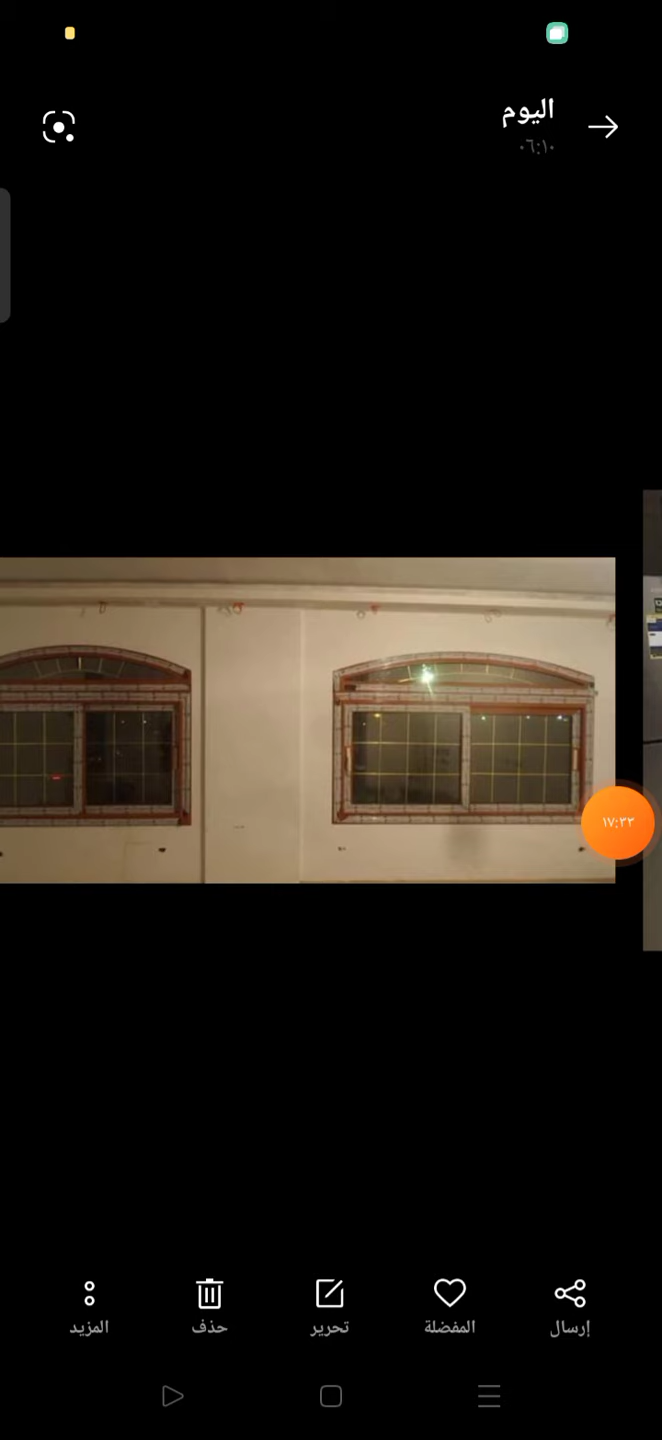 اليوم
٠٦:١٠
١٧:٣٣
إرسال
المفضلة
تحرير
حذف
المزيد